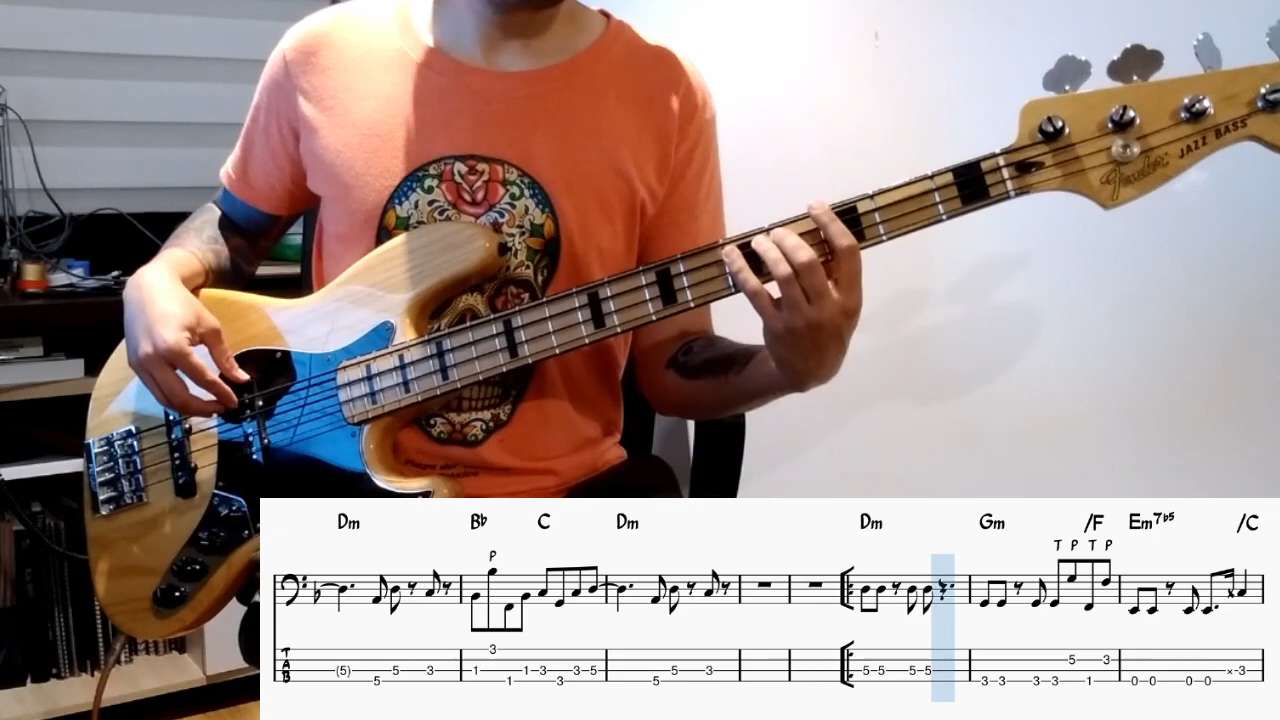 Fender JAZZ BASS
Dm B♭ C Dm Dm Gm /F Em7♭5 /C
P T P T P
T
A
B
3
5 3
(5) 5 3 1 1 3 3 5 5 3 5 5 5 5 x 3
5 1 3 5 3 3 3 3 1 0 0 0 0